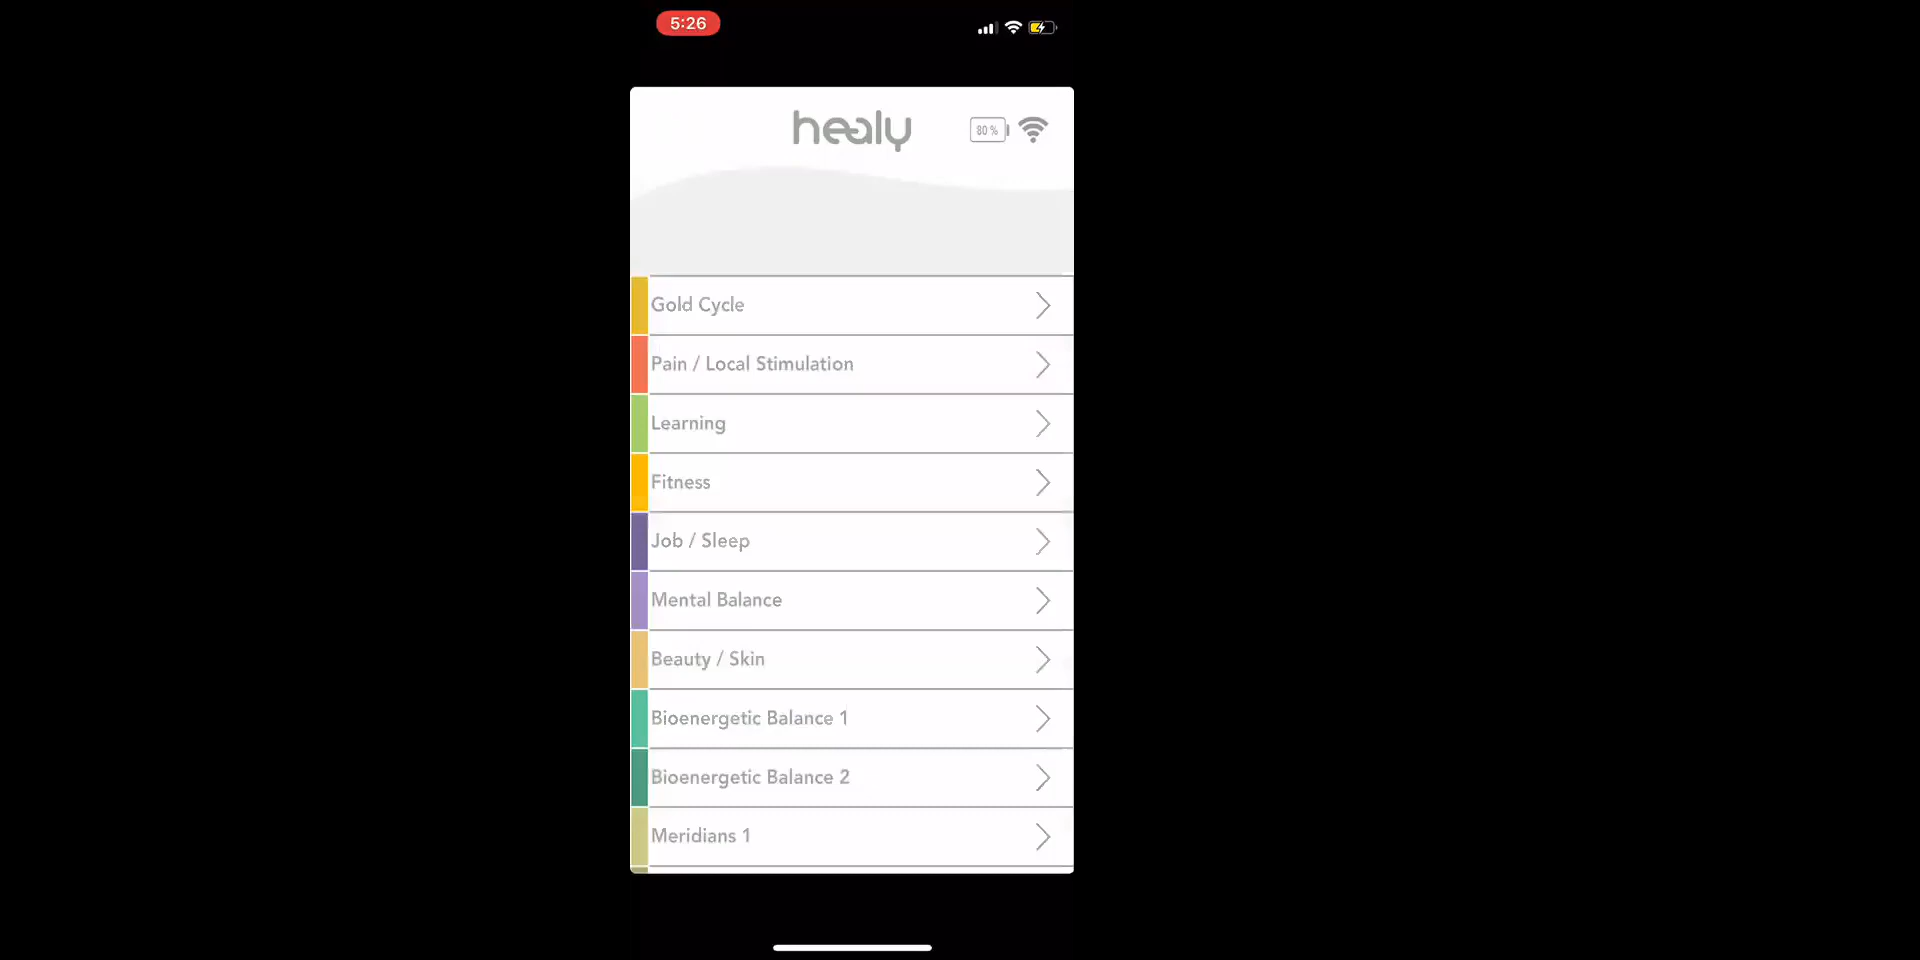 5:26
healy
80 %
Gold Cycle
Pain / Local Stimulation
Learning
Fitness
Job / Sleep
Mental Balance
Beauty / Skin
Bioenergetic Balance 1
Bioenergetic Balance 2
Meridians 1